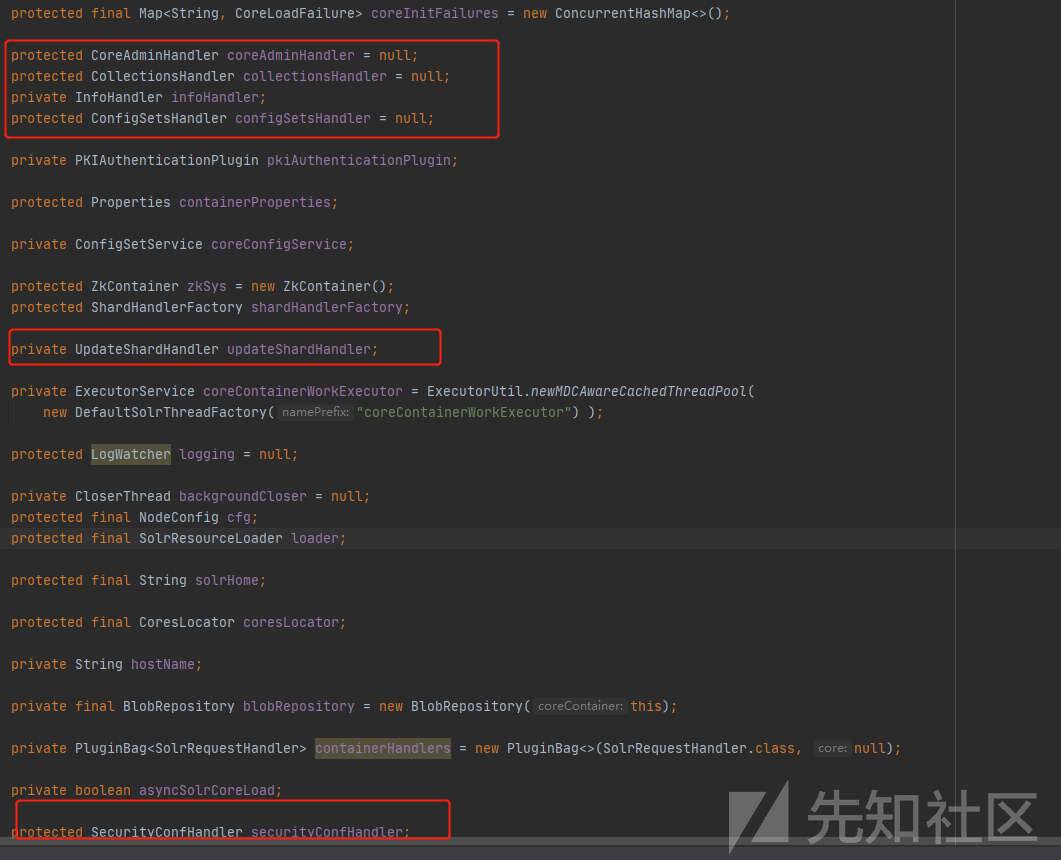 protected final Map<String, CoreLoadFailure> coreInitFailures = new ConcurrentHashMap<>();
protected CoreAdminHandler coreAdminHandler = null;
protected CollectionsHandler collectionsHandler = null;
private InfoHandler infoHandler;
protected ConfigSetsHandler configSetsHandler = null;
private PKIAuthenticationPlugin pkiAuthenticationPlugin;
protected Properties containerProperties;
private ConfigSetService coreConfigService;
protected ZkContainer zkSys = new ZkContainer();
protected ShardHandlerFactory shardHandlerFactory;
private UpdateShardHandler updateShardHandler;
private ExecutorService coreContainerWorkExecutor = ExecutorUtil.newMDCAwareCachedThreadPool(
new DefaultSolrThreadFactory( namePrefix: "coreContainerWorkExecutor") );
protected LogWatcher logging = null;
private CloserThread backgroundCloser = null;
protected final NodeConfig cfg;
protected final SolrResourceLoader loader;
protected final String solrHome;
protected final CoresLocator coresLocator;
private String hostName;
private final BlobRepository blobRepository = new BlobRepository( coreContainer: this);
private PluginBag<SolrRequestHandler> containerHandlers = new PluginBag<>(SolrRequestHandler.class, core: null);
private boolean asyncSolrCoreLoad;
protected SecurityConfHandler securityConfHandler;
先知社区